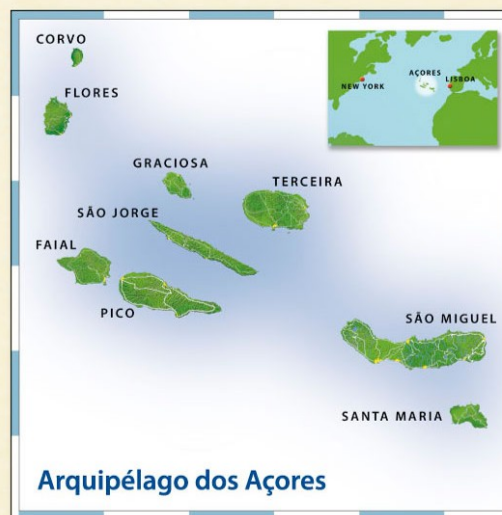 CORVO
FLORES
AÇORES
LISBOA
NEW YORK
GRACIOSA
TERCEIRA
SÃO JORGE
FAIAL
PICO
SÃO MIGUEL
SANTA MARIA
Arquipélago dos Açores